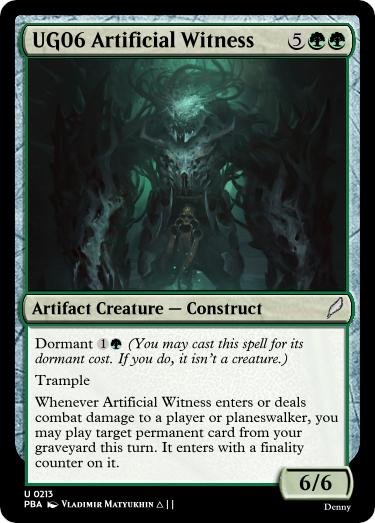 UG06 Artificial Witness 5
Artifact Creature — Construct
Dormant 1 (You may cast this spell for its
dormant cost. If you do, it isn't a creature.)
Trample
Whenever Artificial Witness enters or deals
combat damage to a player or planeswalker, you
may play target permanent card from your
graveyard this turn. It enters with a finality
counter on it.
6/6
U 0213
PBA Vladimir Matyukhin △ ||
Denny